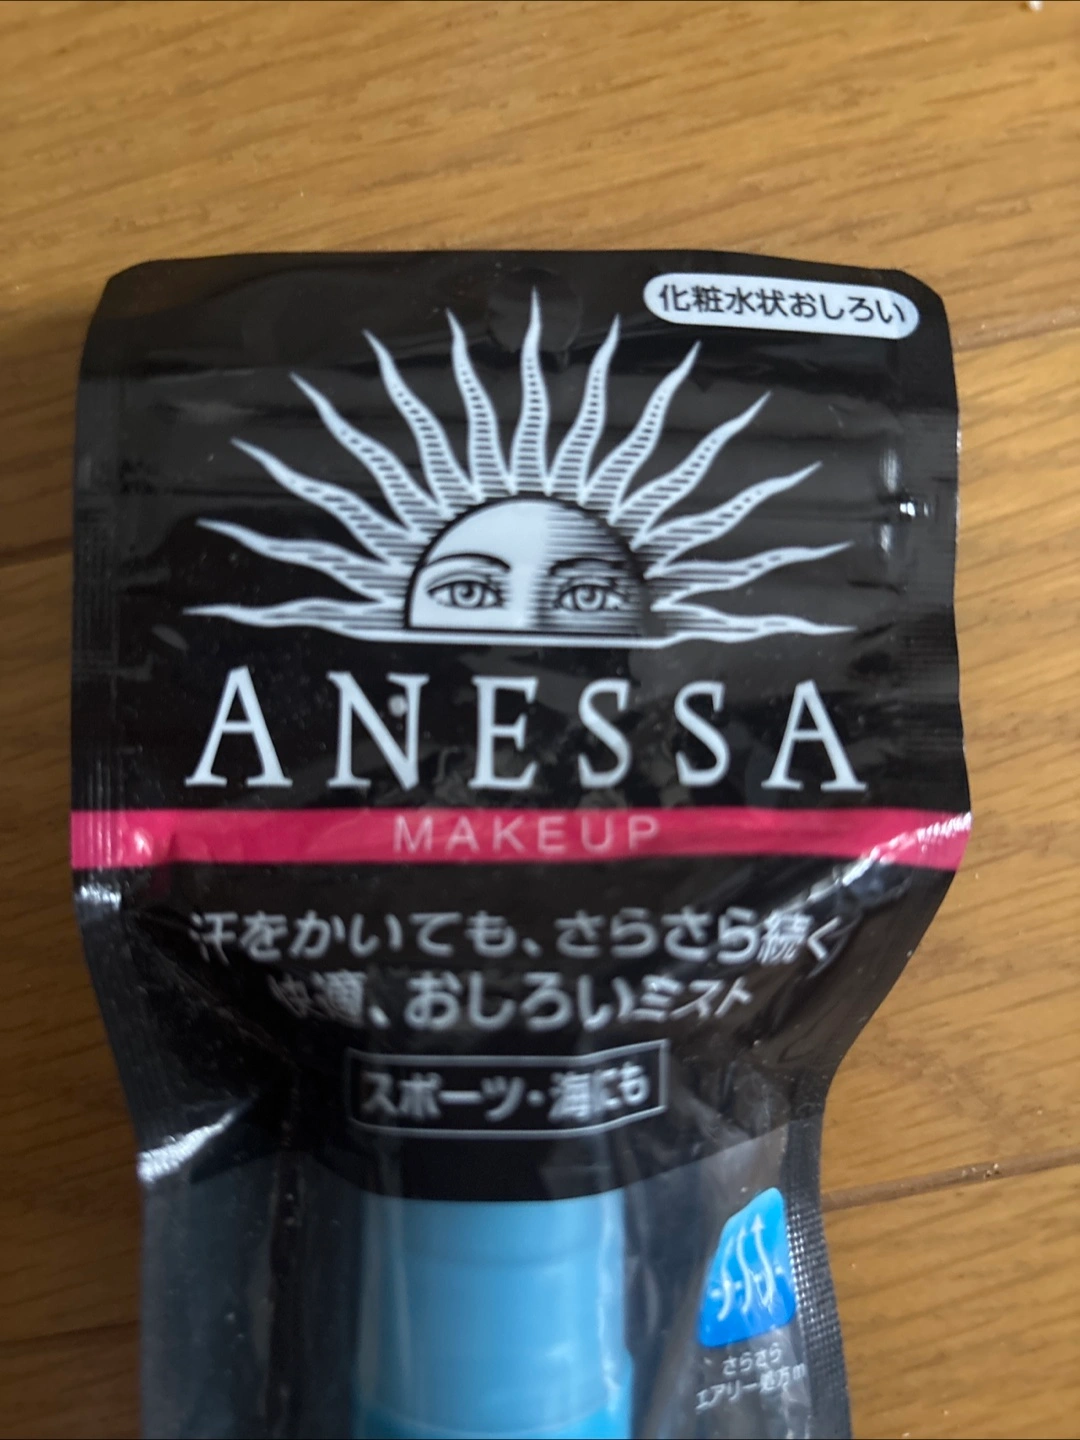 化粧水状おしろい
ANESSA
MAKEUP
汗をかいても、さらさら続く
快適、おしろいミスト
スポーツ・海にも
さらさら
エアリー処方m